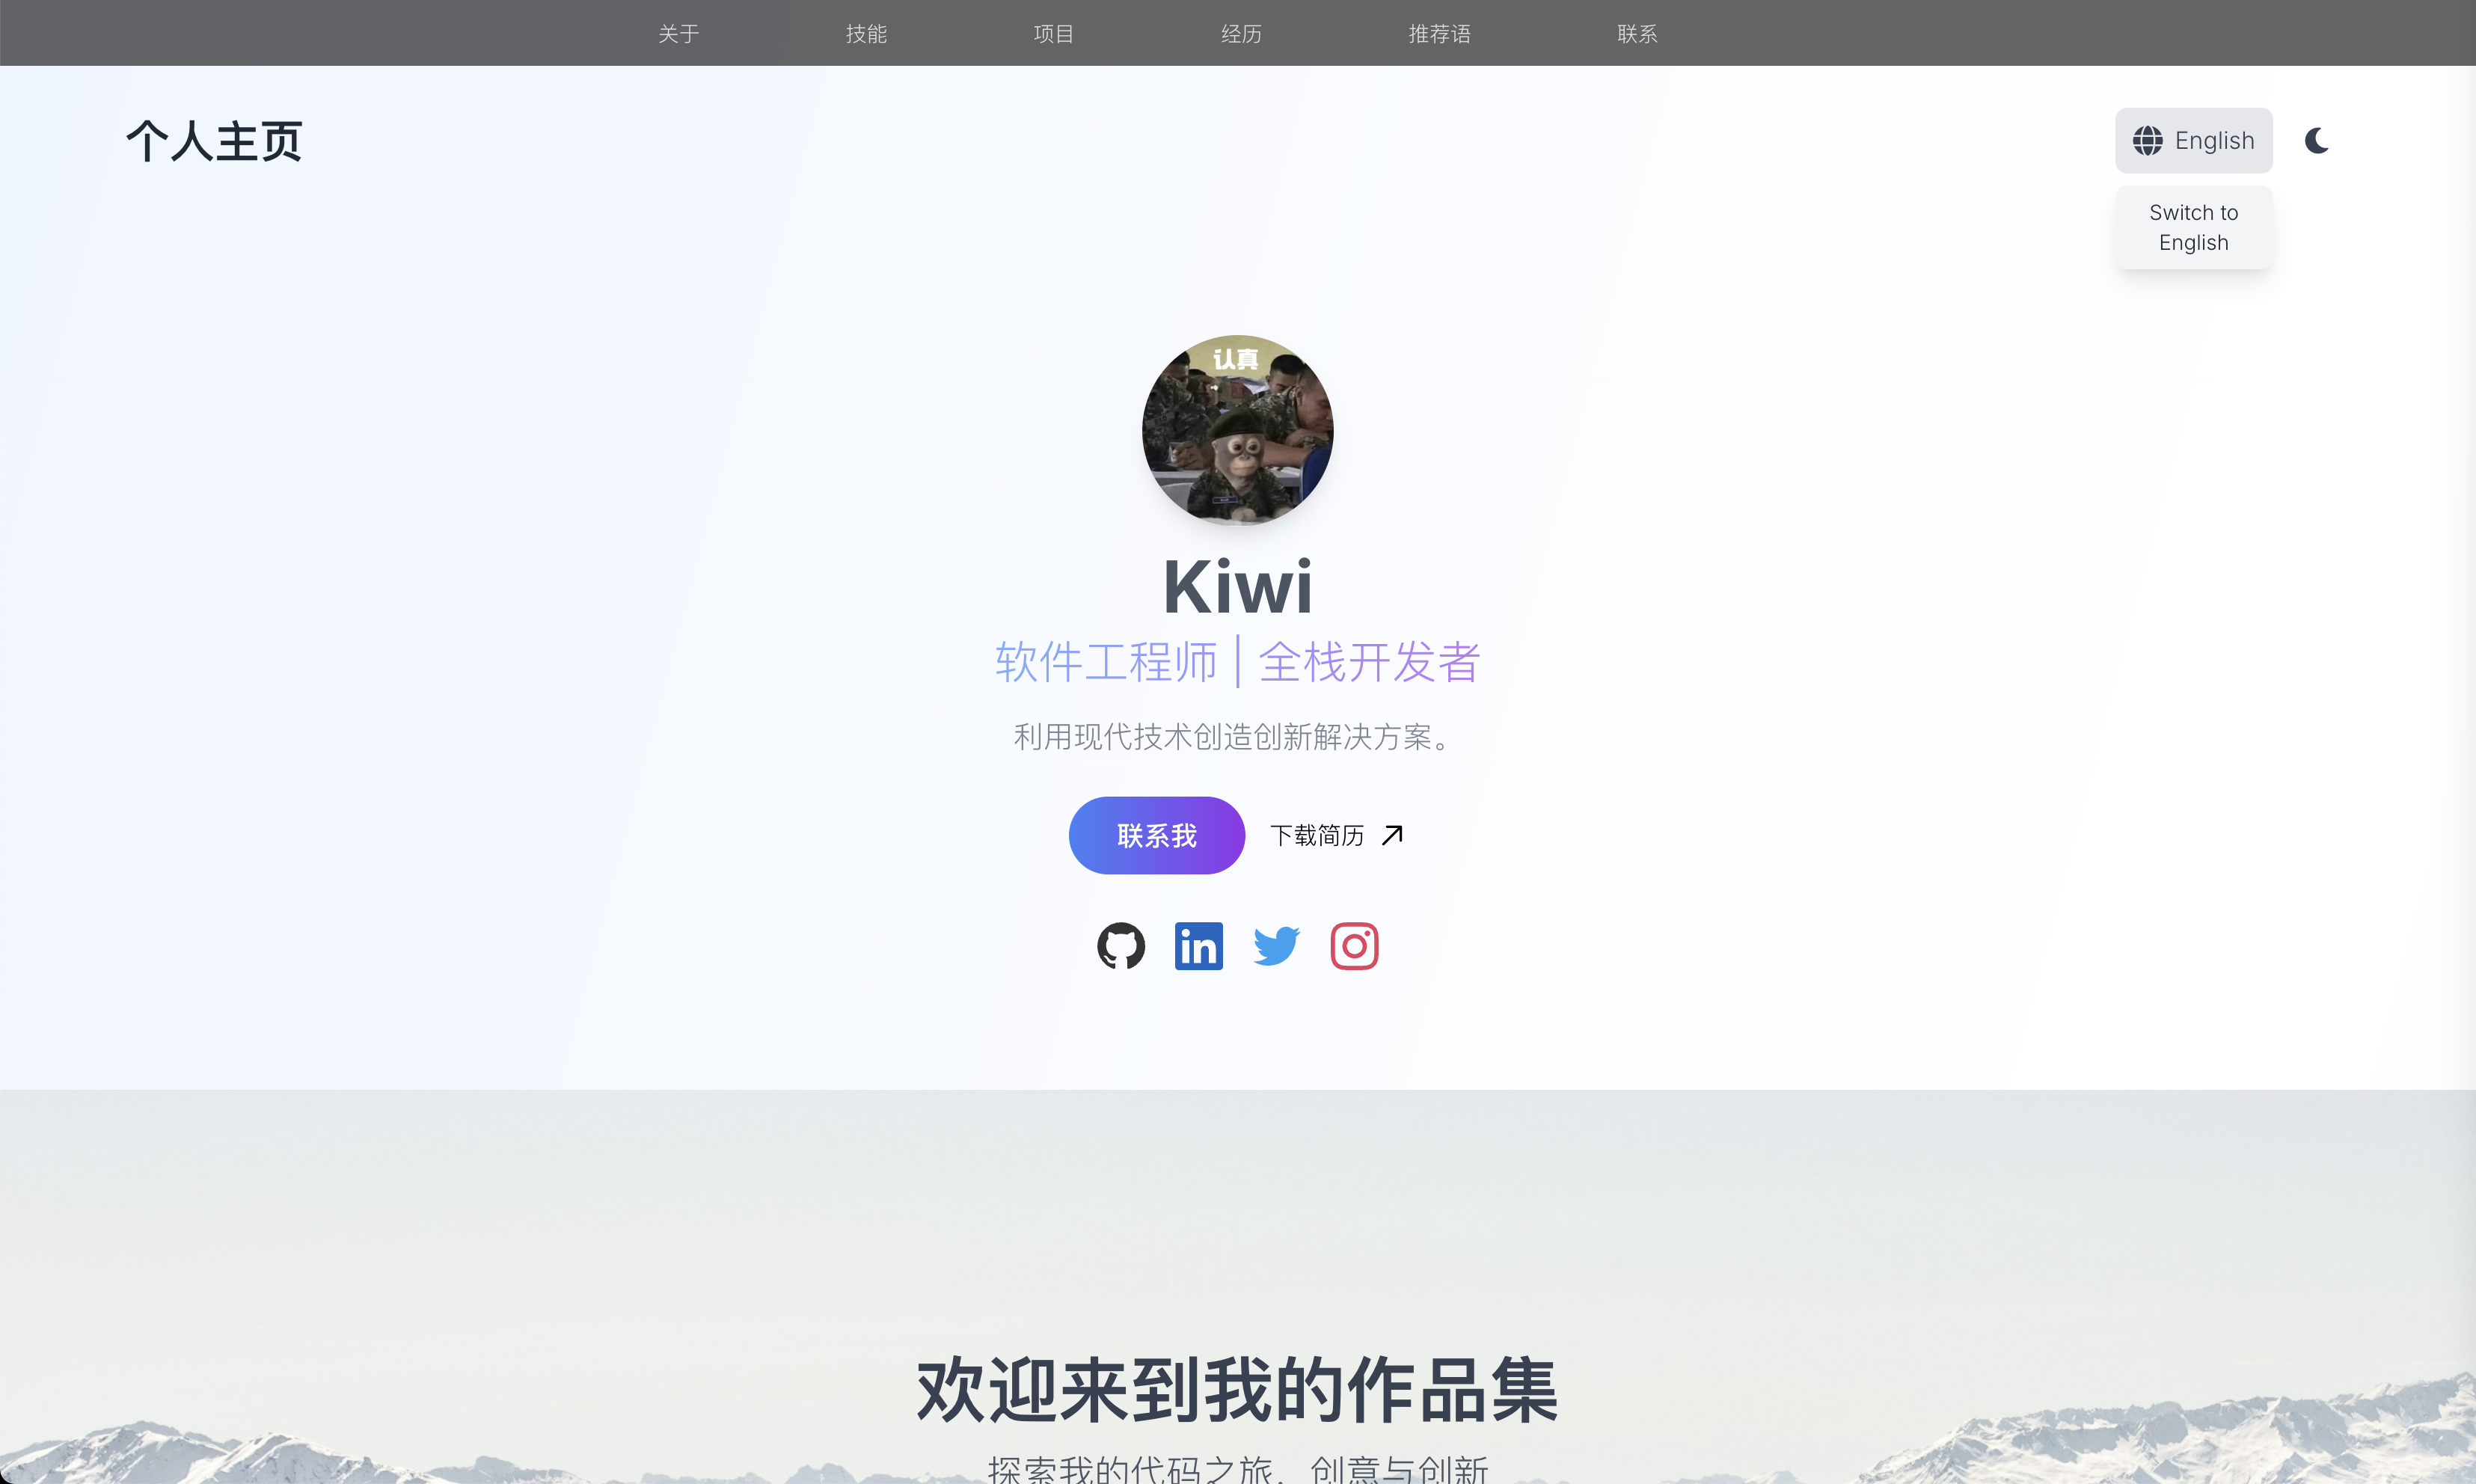 关于 技能 项目 经历 推荐语 联系
个人主页
English
Switch to
English
认真
Kiwi
软件工程师 | 全栈开发者
利用现代技术创造创新解决方案。
联系我 下载简历
in
欢迎来到我的作品集
探索我的代码之旅，创意与创新